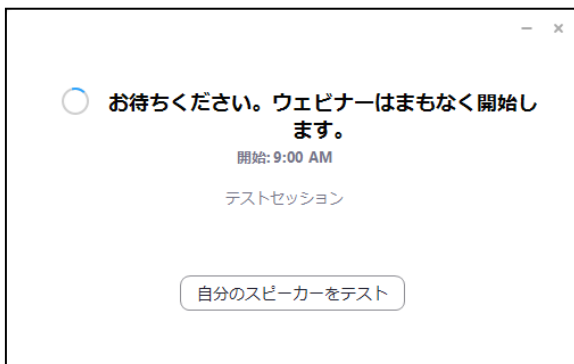 お待ちください。ウェビナーはまもなく開始し
ます。
開始: 9:00 AM
テストセッション
自分のスピーカーをテスト